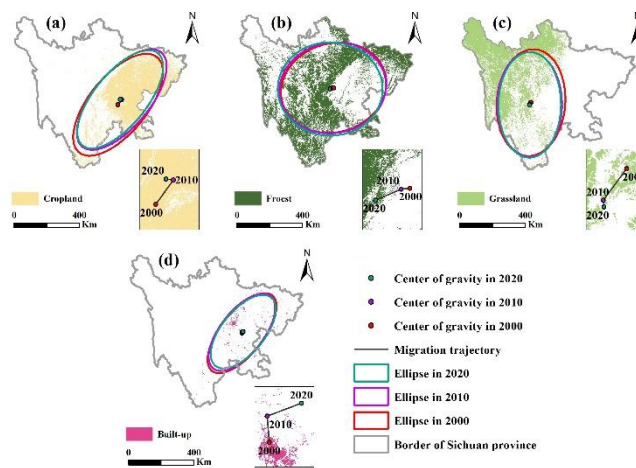 (a)
N
2020
2010
2000
Cropland
0
400
Km
(b)
N
2010
2000
2020
Froest
0
400
Km
(c)
N
2000
2010
2020
Grassland
0
400
Km
(d)
N
2020
2010
2000
Built-up
0
400
Km
Center of gravity in 2020
Center of gravity in 2010
Center of gravity in 2000
Migration trajectory
Ellipse in 2020
Ellipse in 2010
Ellipse in 2000
Border of Sichuan province